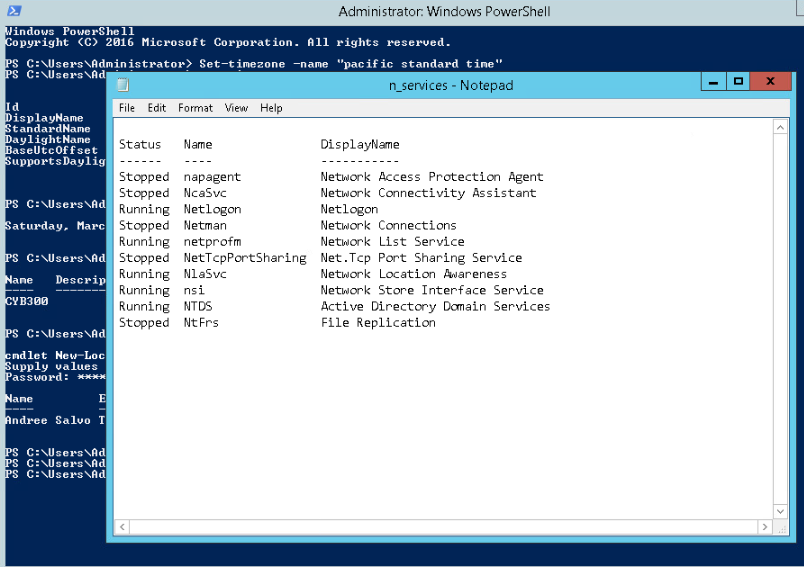 Administrator: Windows PowerShell
Windows PowerShell
Copyright (C) 2016 Microsoft Corporation. All rights reserved.
PS C:\Users\Administrator> Set-timezone -name "pacific standard time"
PS C:\Users\Ad
Id
DisplayName
StandardName
DaylightName
BaseUtcOffset
SupportsDaylig
PS C:\Users\Ad
Saturday, Marc
PS C:\Users\Ad
Name Descrip
---- -------
CYB300
PS C:\Users\Ad
cmdlet New-Loc
Supply values
Password: ****
Name E
---- -
Andree Salvo T
PS C:\Users\Ad
PS C:\Users\Ad
PS C:\Users\Ad
n_services - Notepad
File Edit Format View Help
Status Name DisplayName
------ ---- -----------
Stopped napagent Network Access Protection Agent
Stopped NcaSvc Network Connectivity Assistant
Running Netlogon Netlogon
Stopped Netman Network Connections
Running netprofm Network List Service
Stopped NetTcpPortSharing Net.Tcp Port Sharing Service
Running NlaSvc Network Location Awareness
Running nsi Network Store Interface Service
Running NTDS Active Directory Domain Services
Stopped NtFrs File Replication